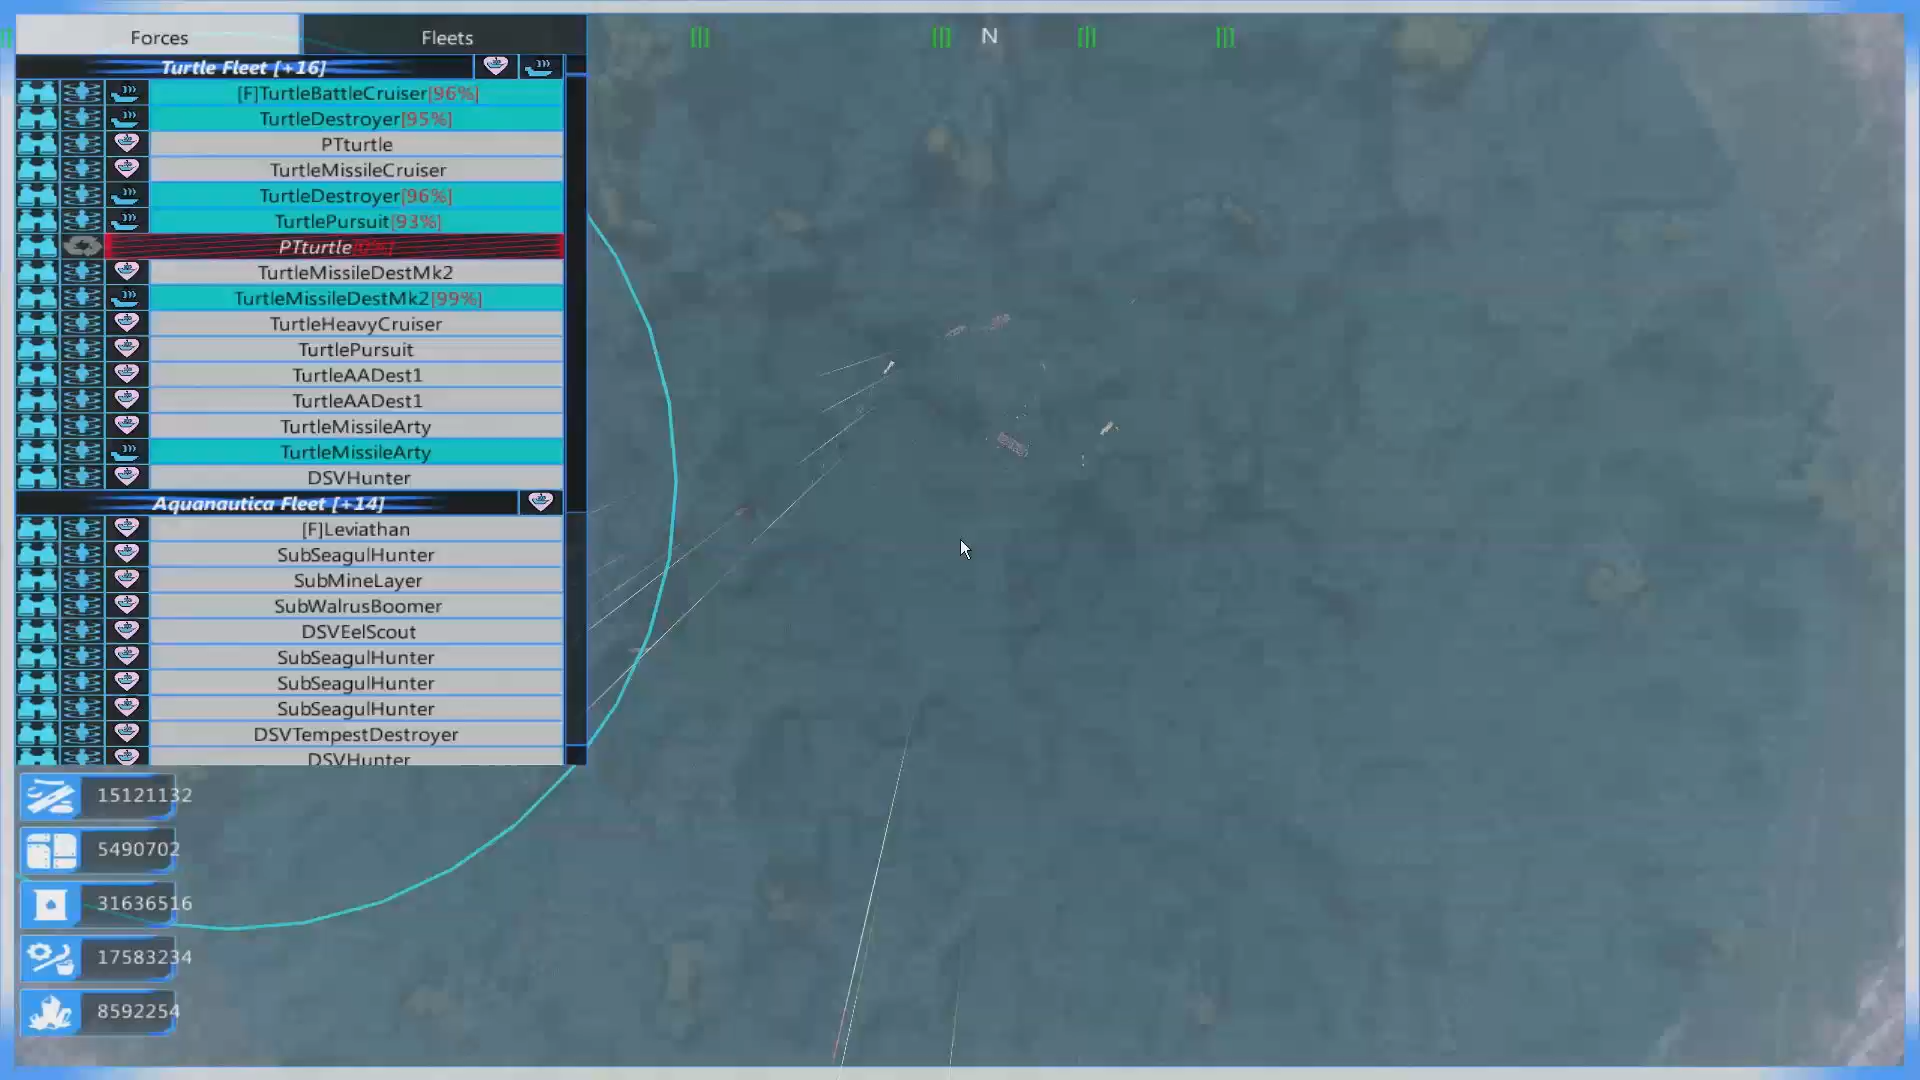 Forces
Fleets
N
Turtle Fleet [+16]
[F]TurtleBattleCruiser[96%]
TurtleDestroyer[95%]
PTturtle
TurtleMissileCruiser
TurtleDestroyer[96%]
TurtlePursuit[93%]
PTturtle[0%]
TurtleMissileDestMk2
TurtleMissileDestMk2[99%]
TurtleHeavyCruiser
TurtlePursuit
TurtleAADest1
TurtleAADest1
TurtleMissileArty
TurtleMissileArty
DSVHunter
Aquanautica Fleet [+14]
[F]Leviathan
SubSeagulHunter
SubMineLayer
SubWalrusBoomer
DSVEelScout
SubSeagulHunter
SubSeagulHunter
SubSeagulHunter
DSVTempestDestroyer
DSVHunter
15121132
5490702
31636516
17583234
8592254